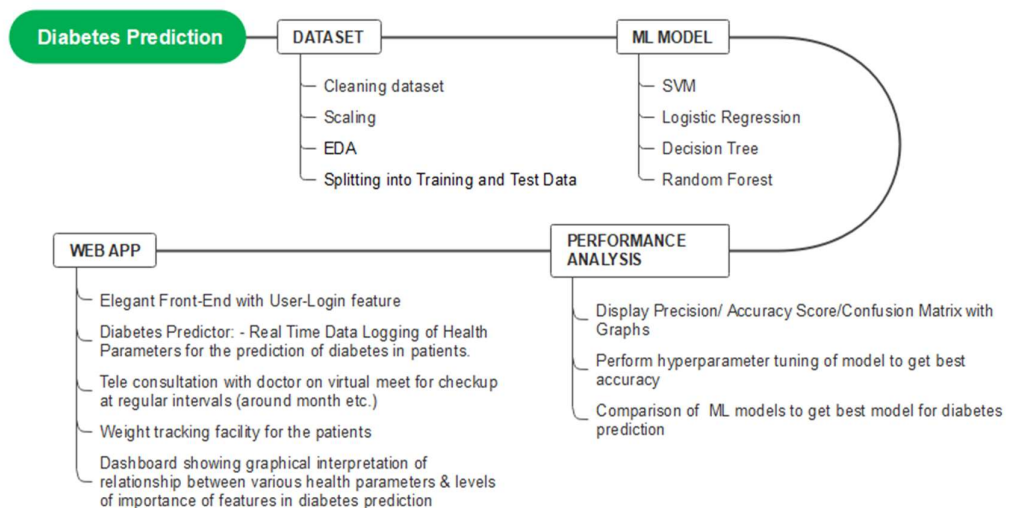 Diabetes Prediction
DATASET
Cleaning dataset
Scaling
EDA
Splitting into Training and Test Data
ML MODEL
SVM
Logistic Regression
Decision Tree
Random Forest
PERFORMANCE
ANALYSIS
Display Precision/ Accuracy Score/Confusion Matrix with
Graphs
Perform hyperparameter tuning of model to get best
accuracy
Comparison of ML models to get best model for diabetes
prediction
WEB APP
Elegant Front-End with User-Login feature
Diabetes Predictor: - Real Time Data Logging of Health
Parameters for the prediction of diabetes in patients.
Tele consultation with doctor on virtual meet for checkup
at regular intervals (around month etc.)
Weight tracking facility for the patients
Dashboard showing graphical interpretation of
relationship between various health parameters & levels
of importance of features in diabetes prediction